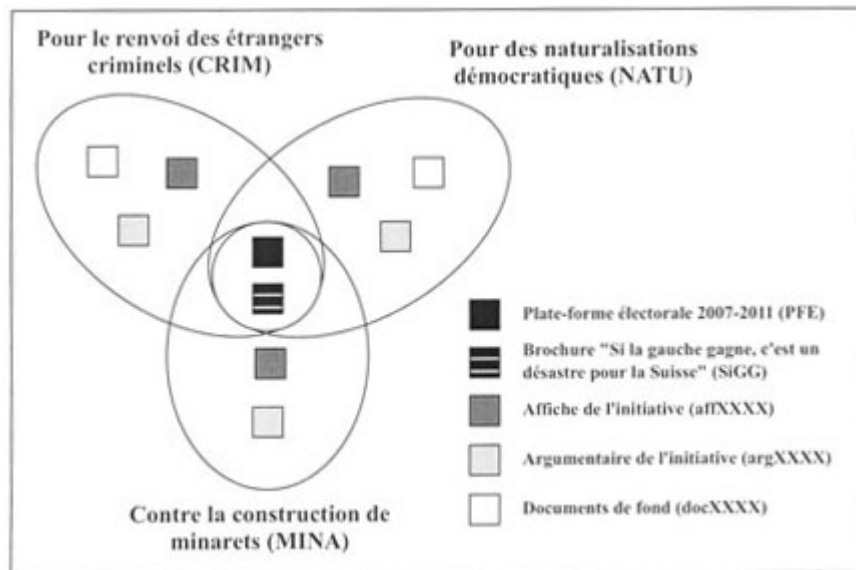 Pour le renvoi des étrangers
criminels (CRIM)
Pour des naturalisations
démocratiques (NATU)
Plate-forme électorale 2007-2011 (PFE)
Brochure "Si la gauche gagne, c'est un
désastre pour la Suisse" (SiGG)
Affiche de l'initiative (affXXXX)
Argumentaire de l'initiative (argXXXX)
Documents de fond (docXXXX)
Contre la construction de
minarets (MINA)